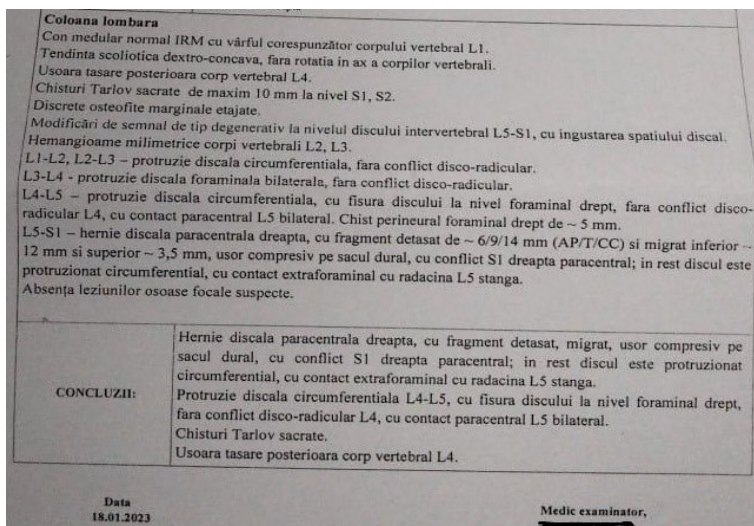 Coloana lombara
Con medular normal IRM cu vârful corespunzător corpului vertebral L1.
Tendinta scoliotica dextro-concava, fara rotatia in ax a corpilor vertebrali.
Usoara tasare posterioara corp vertebral L4.
Chisturi Tarlov sacrate de maxim 10 mm la nivel S1, S2.
Discrete osteofite marginale etajate.
Modificări de semnal de tip degenerativ la nivelul discului intervertebral L5-S1, cu ingustarea spatiului discal.
Hemangioame milimetrice corpi vertebrali L2, L3.
L1-L2, L2-L3 – protruzie discala circumferentiala, fara conflict disco-radicular.
L3-L4 - protruzie discala foraminala bilaterala, fara conflict disco-radicular.
L4-L5 – protruzie discala circumferentiala, cu fisura discului la nivel foraminal drept, fara conflict disco-
radicular L4, cu contact paracentral L5 bilateral. Chist perineural foraminal drept de ~ 5 mm.
L5-S1 – hernie discala paracentrala dreapta, cu fragment detasat de ~ 6/9/14 mm (AP/T/CC) si migrat inferior ~
12 mm si superior ~ 3,5 mm, usor compresiv pe sacul dural, cu conflict S1 dreapta paracentral; in rest discul este
protruzionat circumferential, cu contact extraforaminal cu radacina L5 stanga.
Absența leziunilor osoase focale suspecte.
CONCLUZII:
Hernie discala paracentrala dreapta, cu fragment detasat, migrat, usor compresiv pe
sacul dural, cu conflict S1 dreapta paracentral; in rest discul este protruzionat
circumferential, cu contact extraforaminal cu radacina L5 stanga.
Protruzie discala circumferentiala L4-L5, cu fisura discului la nivel foraminal drept,
fara conflict disco-radicular L4, cu contact paracentral L5 bilateral.
Chisturi Tarlov sacrate.
Usoara tasare posterioara corp vertebral L4.
Data
18.01.2023
Medic examinator,